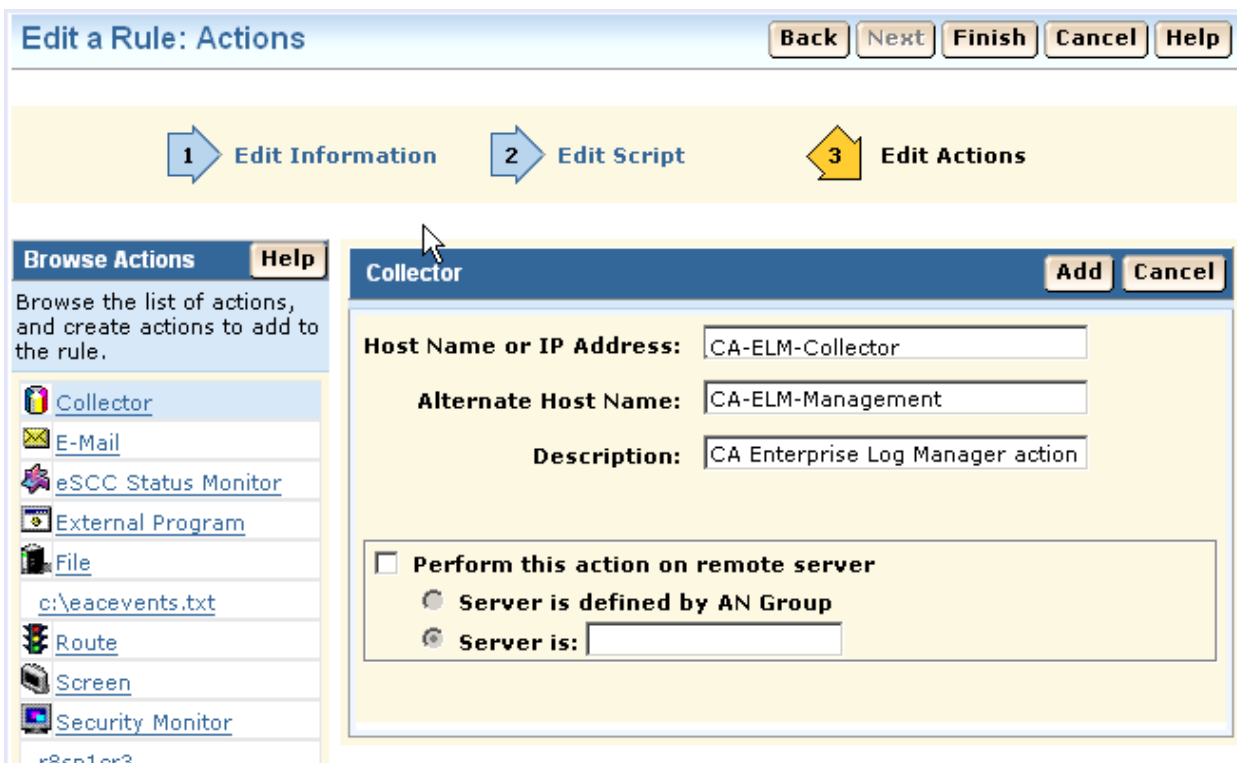 Edit a Rule: Actions
Back Next Finish Cancel Help
1 Edit Information 2 Edit Script 3 Edit Actions
Browse Actions Help
Browse the list of actions,
and create actions to add to
the rule.
Collector
E-Mail
eSCC Status Monitor
External Program
File
c:\eacevents.txt
Route
Screen
Security Monitor
Collector Add Cancel
Host Name or IP Address: CA-ELM-Collector
Alternate Host Name: CA-ELM-Management
Description: CA Enterprise Log Manager action
Perform this action on remote server
Server is defined by AN Group
Server is: